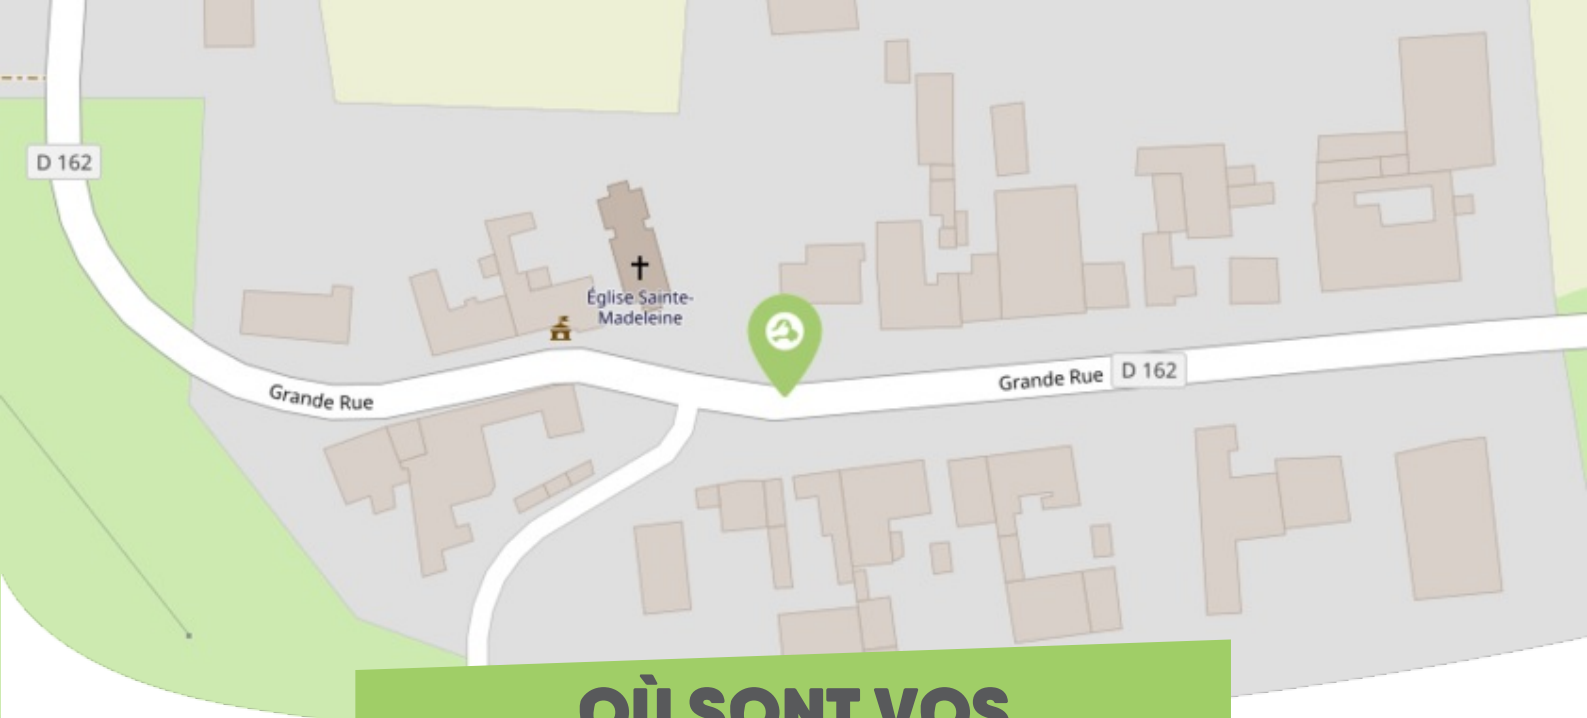 D 162
Église Sainte-
Madeleine
Grande Rue
Grande Rue
D 162
OÙ SONT VOS